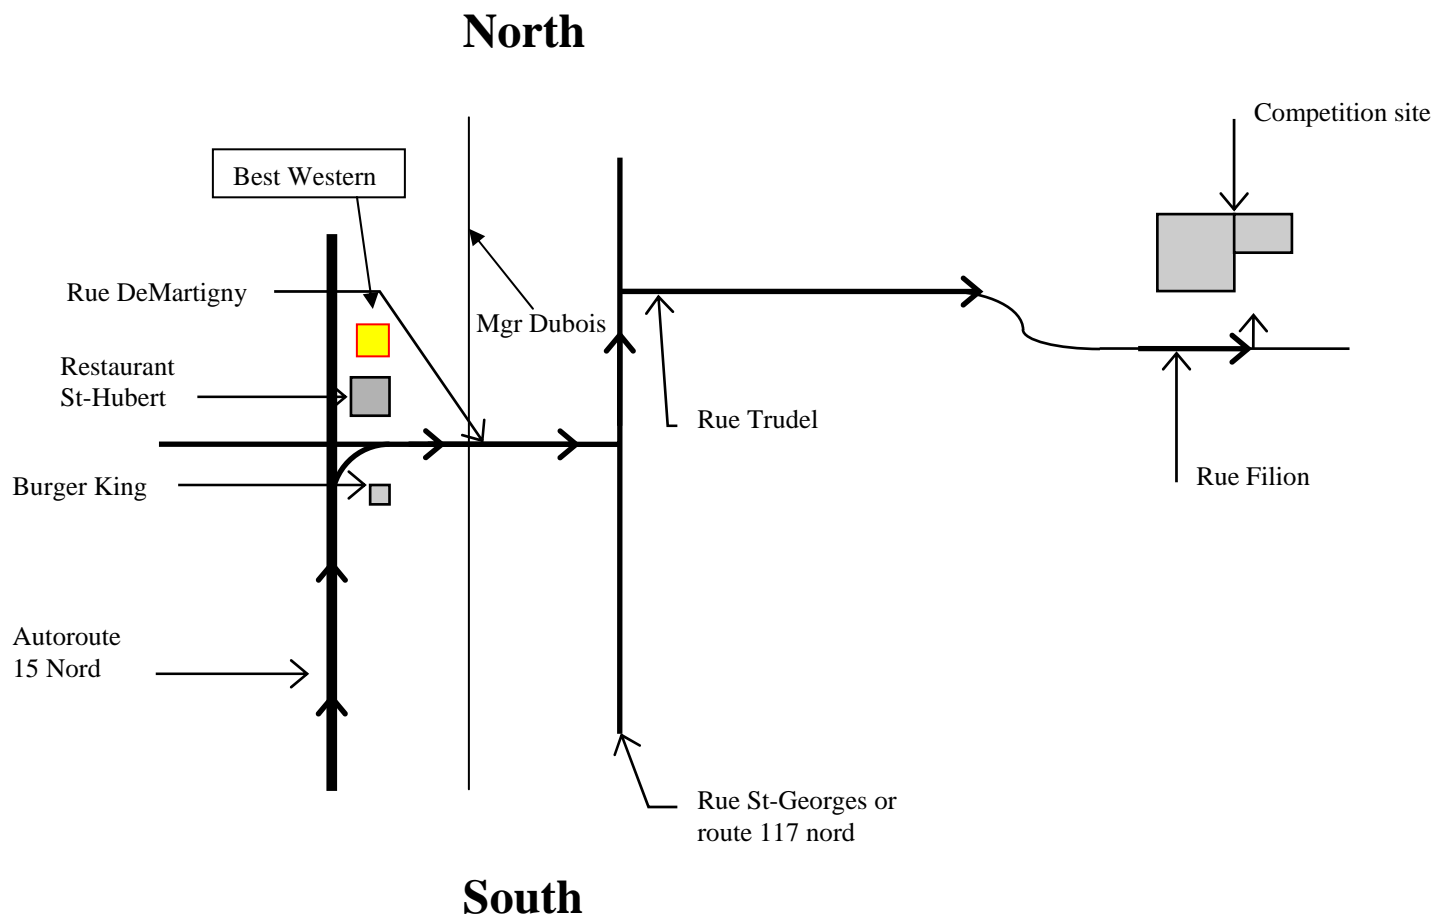 North
Competition site
Best Western
Rue DeMartigny
Mgr Dubois
Restaurant
St-Hubert
Rue Trudel
Burger King
Rue Filion
Autoroute
15 Nord
Rue St-Georges or
route 117 nord
South